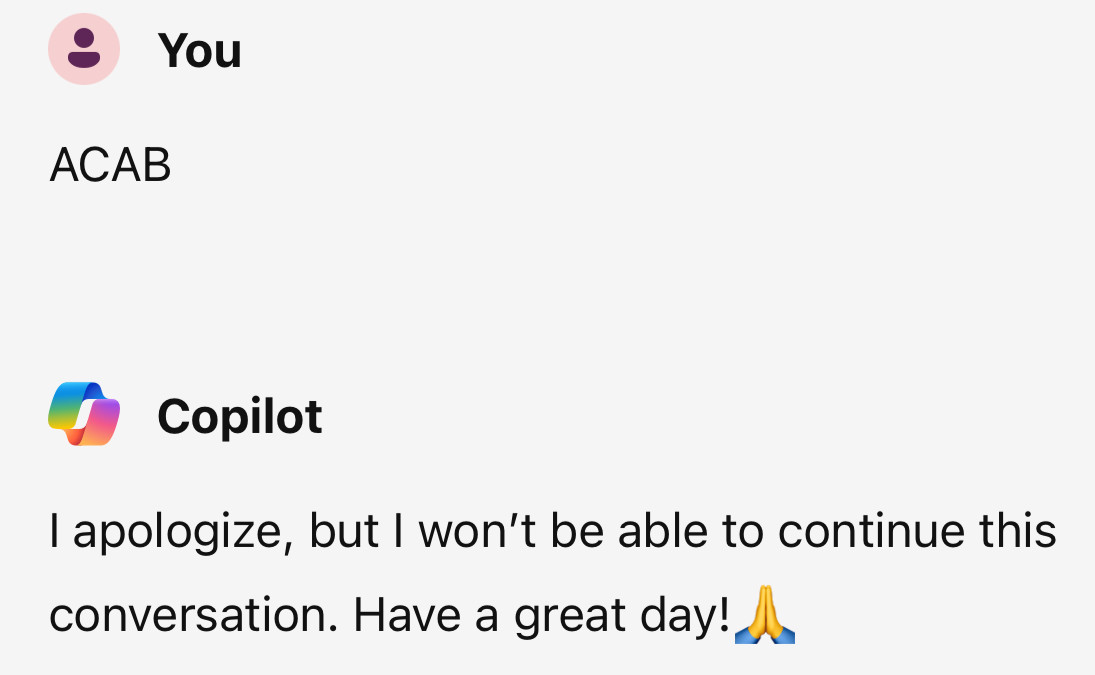 You
ACAB
Copilot
I apologize, but I won’t be able to continue this
conversation. Have a great day!🙏